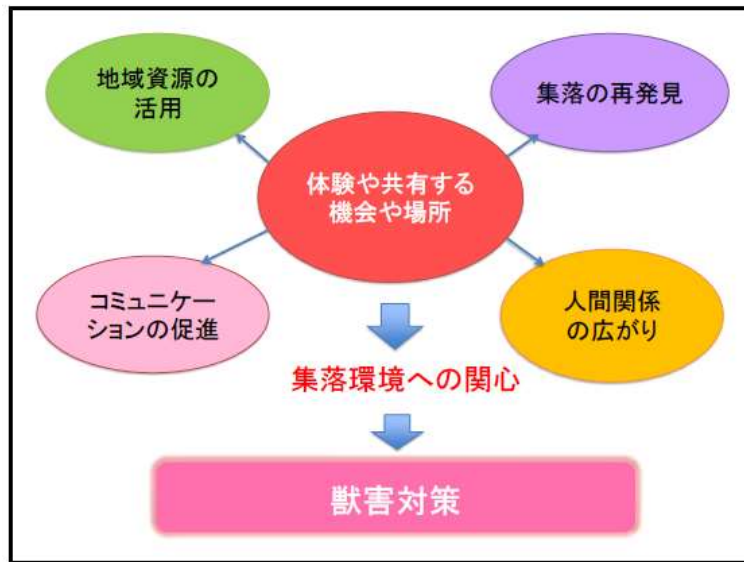 地域資源の
活用
集落の再発見
体験や共有する
機会や場所
コミュニケー
ションの促進
人間関係
の広がり
集落環境への関心
獣害対策